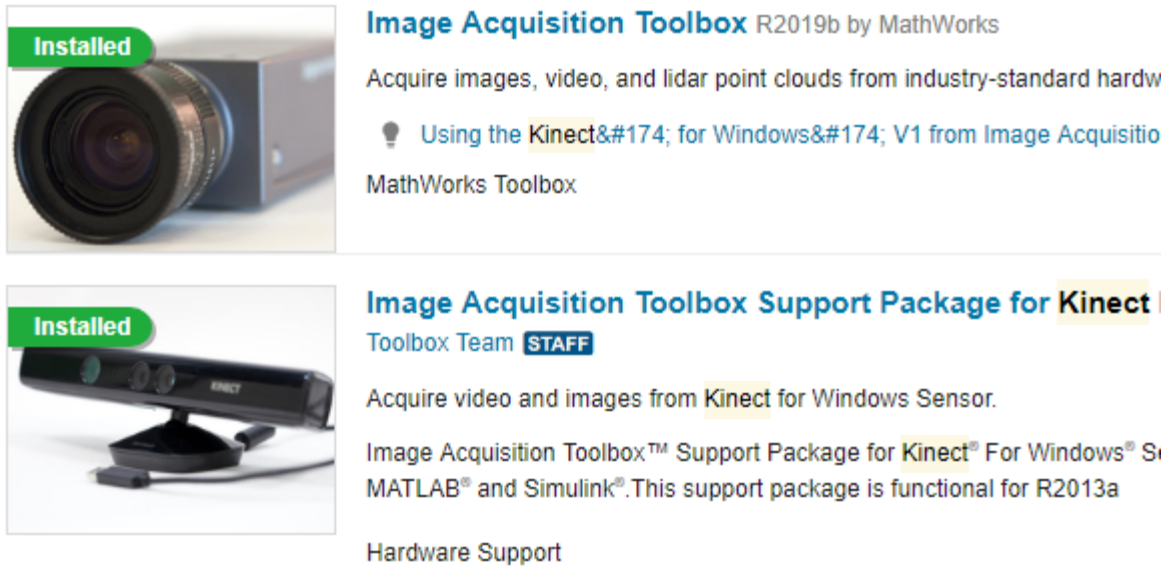 Installed
Image Acquisition Toolbox R2019b by MathWorks
Acquire images, video, and lidar point clouds from industry-standard hardw
Using the Kinect&#174; for Windows&#174; V1 from Image Acquisitio
MathWorks Toolbox
Installed
KINECT
Image Acquisition Toolbox Support Package for Kinect
Toolbox Team STAFF
Acquire video and images from Kinect for Windows Sensor.
Image Acquisition Toolbox™ Support Package for Kinect® For Windows® Se
MATLAB® and Simulink®.This support package is functional for R2013a
Hardware Support